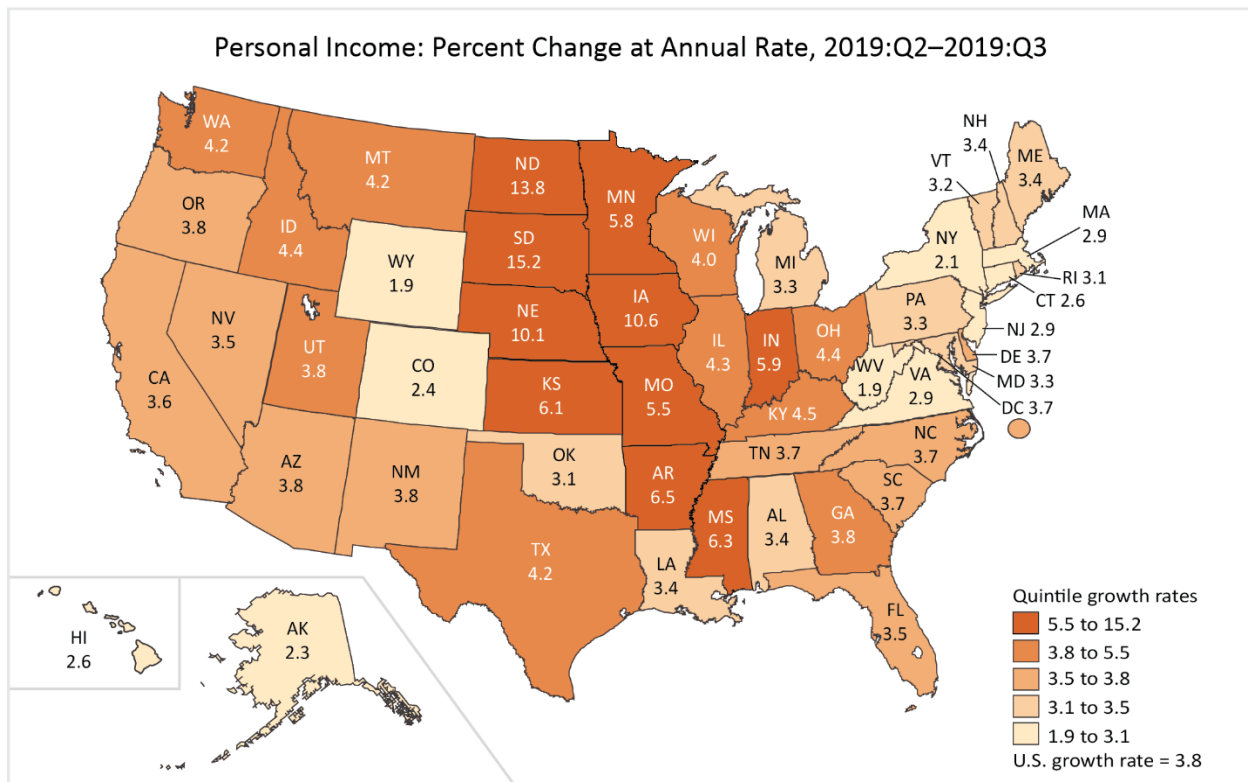 Personal Income: Percent Change at Annual Rate, 2019:Q2–2019:Q3
WA
4.2
MT
4.2
ND
13.8
MN
5.8
NH
3.4
VT
3.2
ME
3.4
OR
3.8
ID
4.4
SD
15.2
WI
4.0
MI
3.3
NY
2.1
MA
2.9
RI 3.1
CT 2.6
WY
1.9
NE
10.1
IA
10.6
PA
3.3
NJ 2.9
NV
3.5
UT
3.8
CO
2.4
KS
6.1
MO
5.5
IL
4.3
IN
5.9
OH
4.4
WV
1.9
VA
2.9
DE 3.7
MD 3.3
DC 3.7
CA
3.6
KY 4.5
AZ
3.8
NM
3.8
OK
3.1
AR
6.5
TN 3.7
NC
3.7
SC
3.7
MS
6.3
AL
3.4
GA
3.8
TX
4.2
LA
3.4
FL
3.5
HI
2.6
AK
2.3
Quintile growth rates
5.5 to 15.2
3.8 to 5.5
3.5 to 3.8
3.1 to 3.5
1.9 to 3.1
U.S. growth rate = 3.8